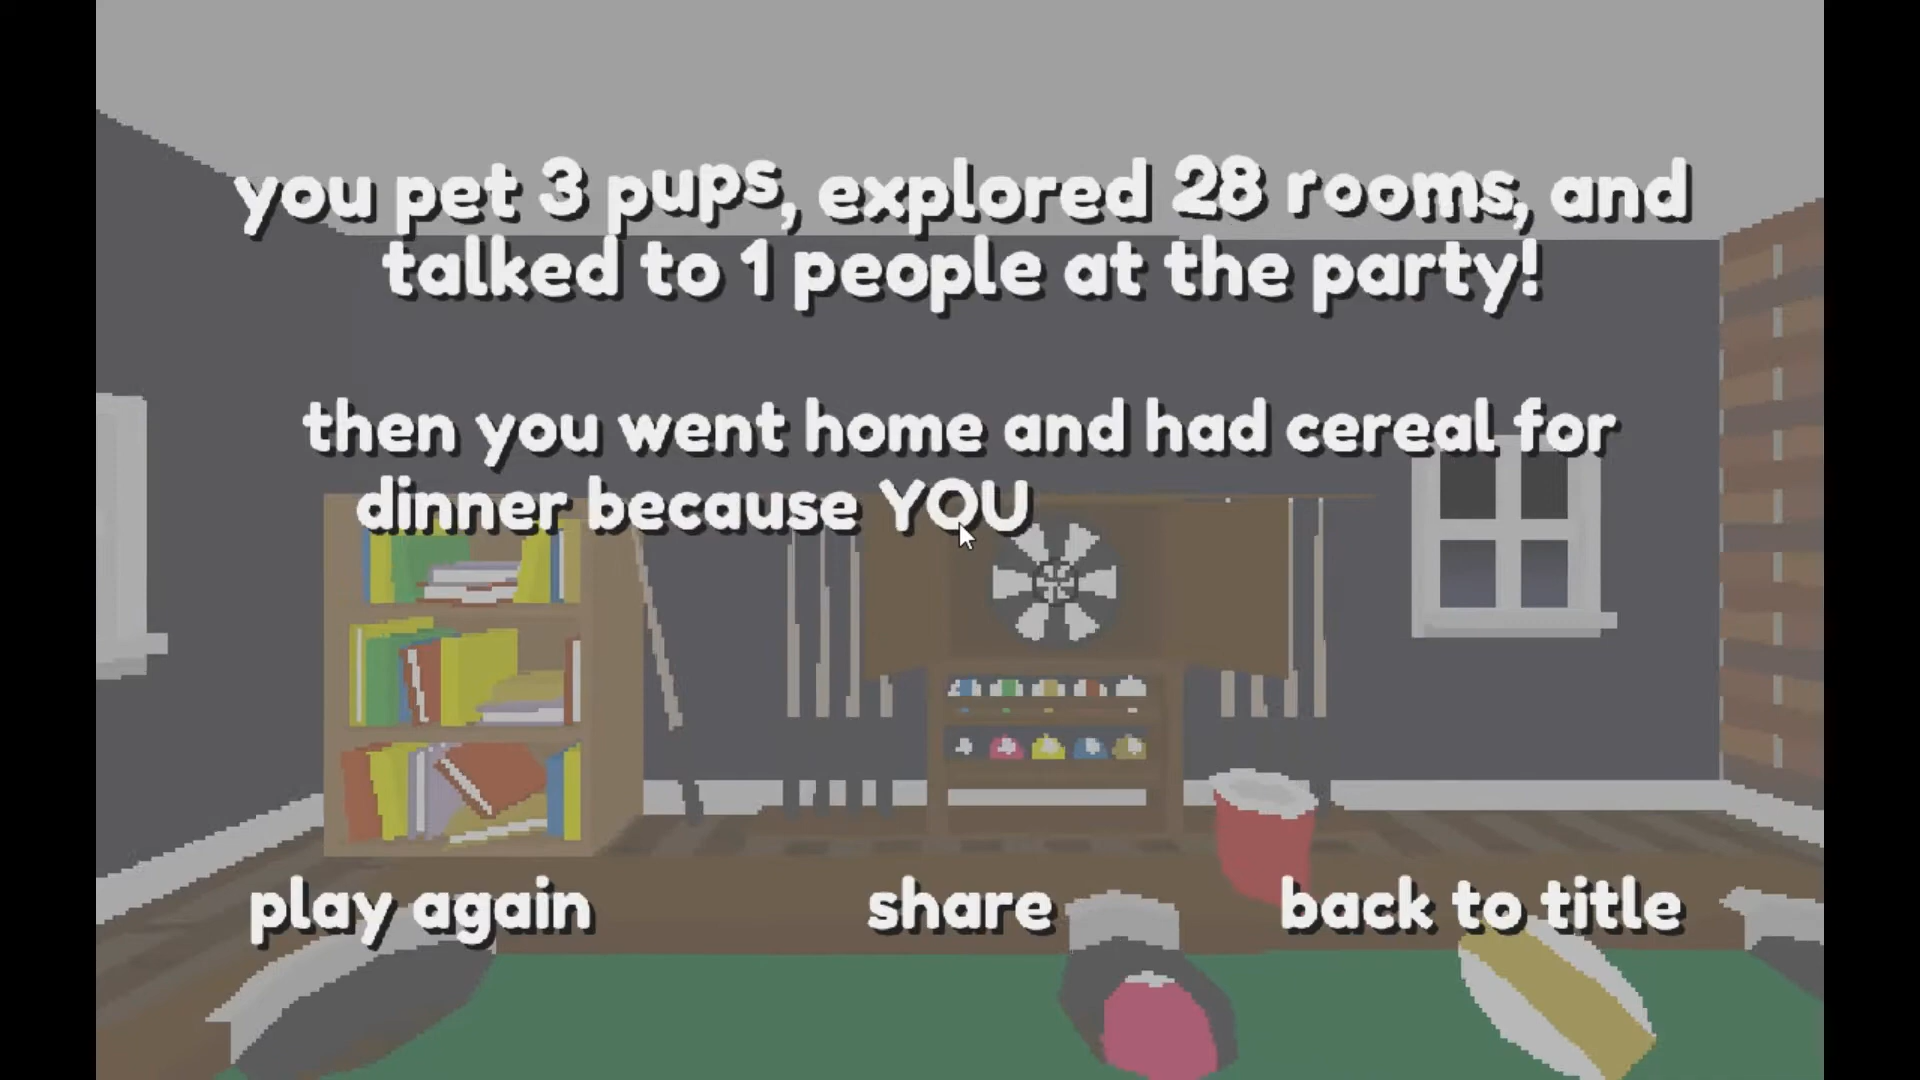 you pet 3 pups, explored 28 rooms, and
talked to 1 people at the party!
then you went home and had cereal for
dinner because YOU
play again
share
back to title